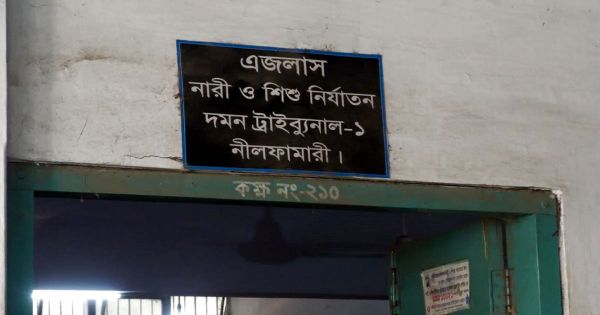 এজলাস
নারী ও শিশু নির্যাতন
দমন ট্রাইব্যুনাল-১
নীলফামারী ।
কক্ষ নং-২১০